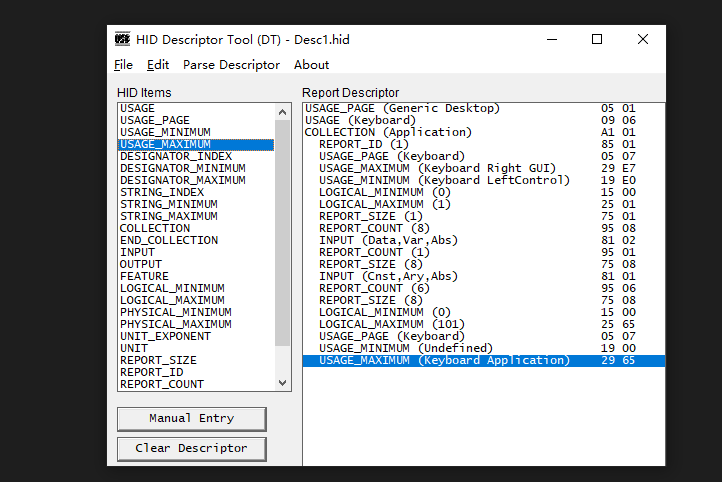 HID Descriptor Tool (DT) - Desc1.hid
File Edit Parse Descriptor About
HID Items
USAGE
USAGE_PAGE
USAGE_MINIMUM
USAGE_MAXIMUM
DESIGNATOR_INDEX
DESIGNATOR_MINIMUM
DESIGNATOR_MAXIMUM
STRING_INDEX
STRING_MINIMUM
STRING_MAXIMUM
COLLECTION
END_COLLECTION
INPUT
OUTPUT
FEATURE
LOGICAL_MINIMUM
LOGICAL_MAXIMUM
PHYSICAL_MINIMUM
PHYSICAL_MAXIMUM
UNIT_EXPONENT
UNIT
REPORT_SIZE
REPORT_ID
REPORT_COUNT
Manual Entry
Clear Descriptor
Report Descriptor
USAGE_PAGE (Generic Desktop) 05 01
USAGE (Keyboard) 09 06
COLLECTION (Application) A1 01
REPORT_ID (1) 85 01
USAGE_PAGE (Keyboard) 05 07
USAGE_MAXIMUM (Keyboard Right GUI) 29 E7
USAGE_MINIMUM (Keyboard LeftControl) 19 E0
LOGICAL_MINIMUM (0) 15 00
LOGICAL_MAXIMUM (1) 25 01
REPORT_SIZE (1) 75 01
REPORT_COUNT (8) 95 08
INPUT (Data,Var,Abs) 81 02
REPORT_COUNT (1) 95 01
REPORT_SIZE (8) 75 08
INPUT (Cnst,Ary,Abs) 81 01
REPORT_COUNT (6) 95 06
REPORT_SIZE (8) 75 08
LOGICAL_MINIMUM (0) 15 00
LOGICAL_MAXIMUM (101) 25 65
USAGE_PAGE (Keyboard) 05 07
USAGE_MINIMUM (Undefined) 19 00
USAGE_MAXIMUM (Keyboard Application) 29 65